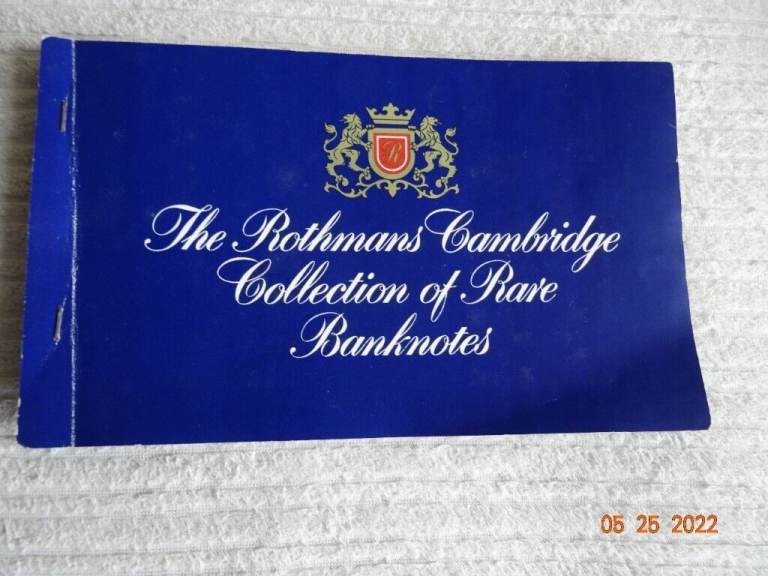 R
The Rothmans Cambridge
Collection of Rare
Banknotes
05 25 2022